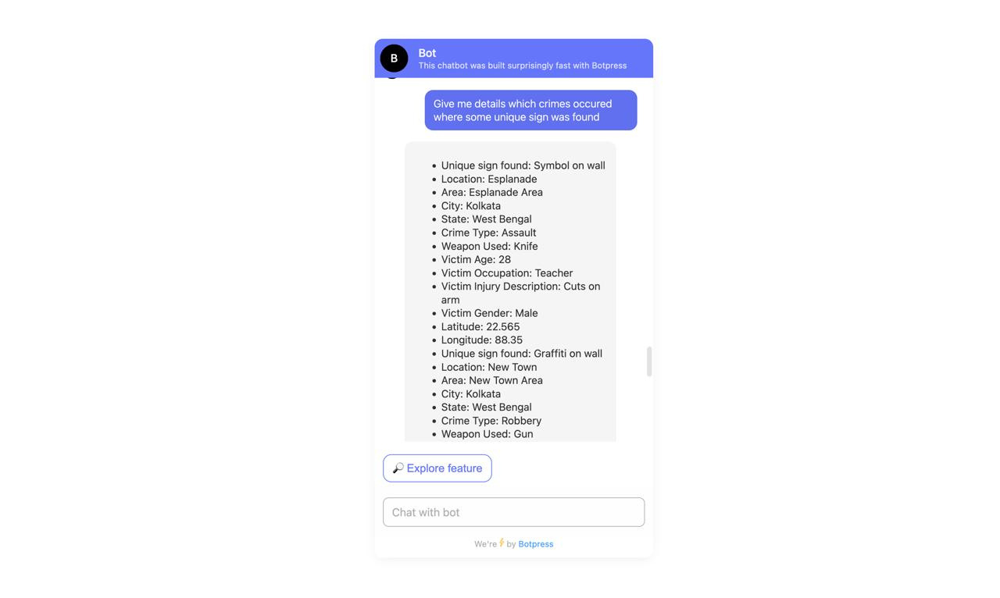 B
Bot
This chatbot was built surprisingly fast with Botpress
Give me details which crimes occured
where some unique sign was found
• Unique sign found: Symbol on wall
• Location: Esplanade
• Area: Esplanade Area
• City: Kolkata
• State: West Bengal
• Crime Type: Assault
• Weapon Used: Knife
• Victim Age: 28
• Victim Occupation: Teacher
• Victim Injury Description: Cuts on
arm
• Victim Gender: Male
• Latitude: 22.565
• Longitude: 88.35
• Unique sign found: Graffiti on wall
• Location: New Town
• Area: New Town Area
• City: Kolkata
• State: West Bengal
• Crime Type: Robbery
• Weapon Used: Gun
🔎 Explore feature
Chat with bot
We're⚡by Botpress